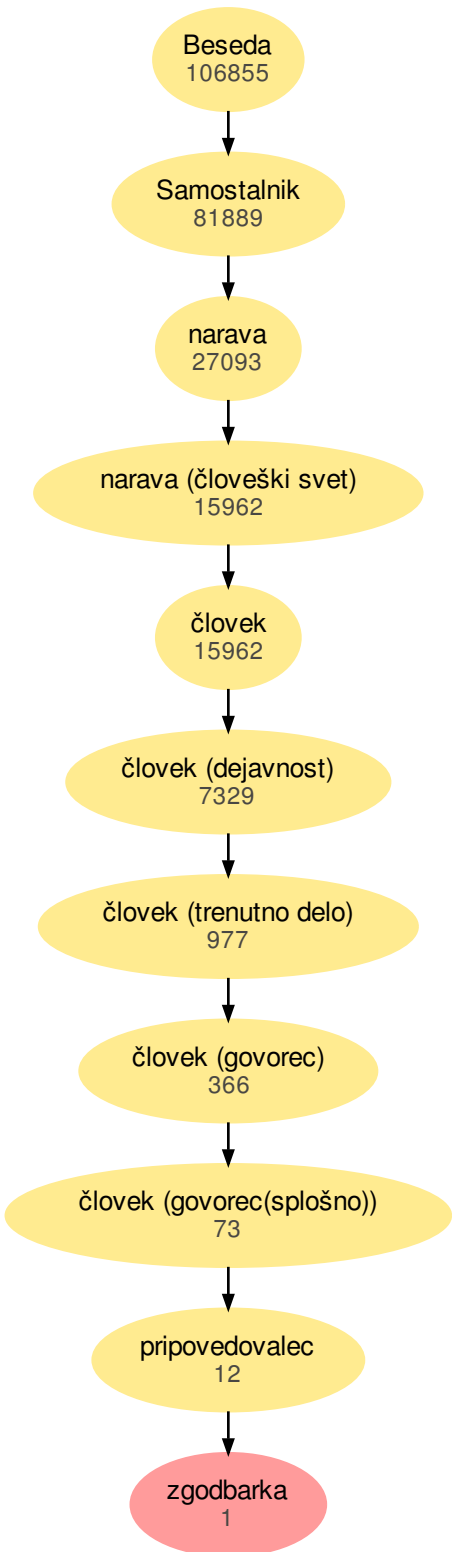 Beseda
106855
Samostalnik
81889
narava
27093
narava (človeški svet)
15962
človek
15962
človek (dejavnost)
7329
človek (trenutno delo)
977
človek (govorec)
366
človek (govorec(splošno))
73
pripovedovalec
12
zgodbarka
1